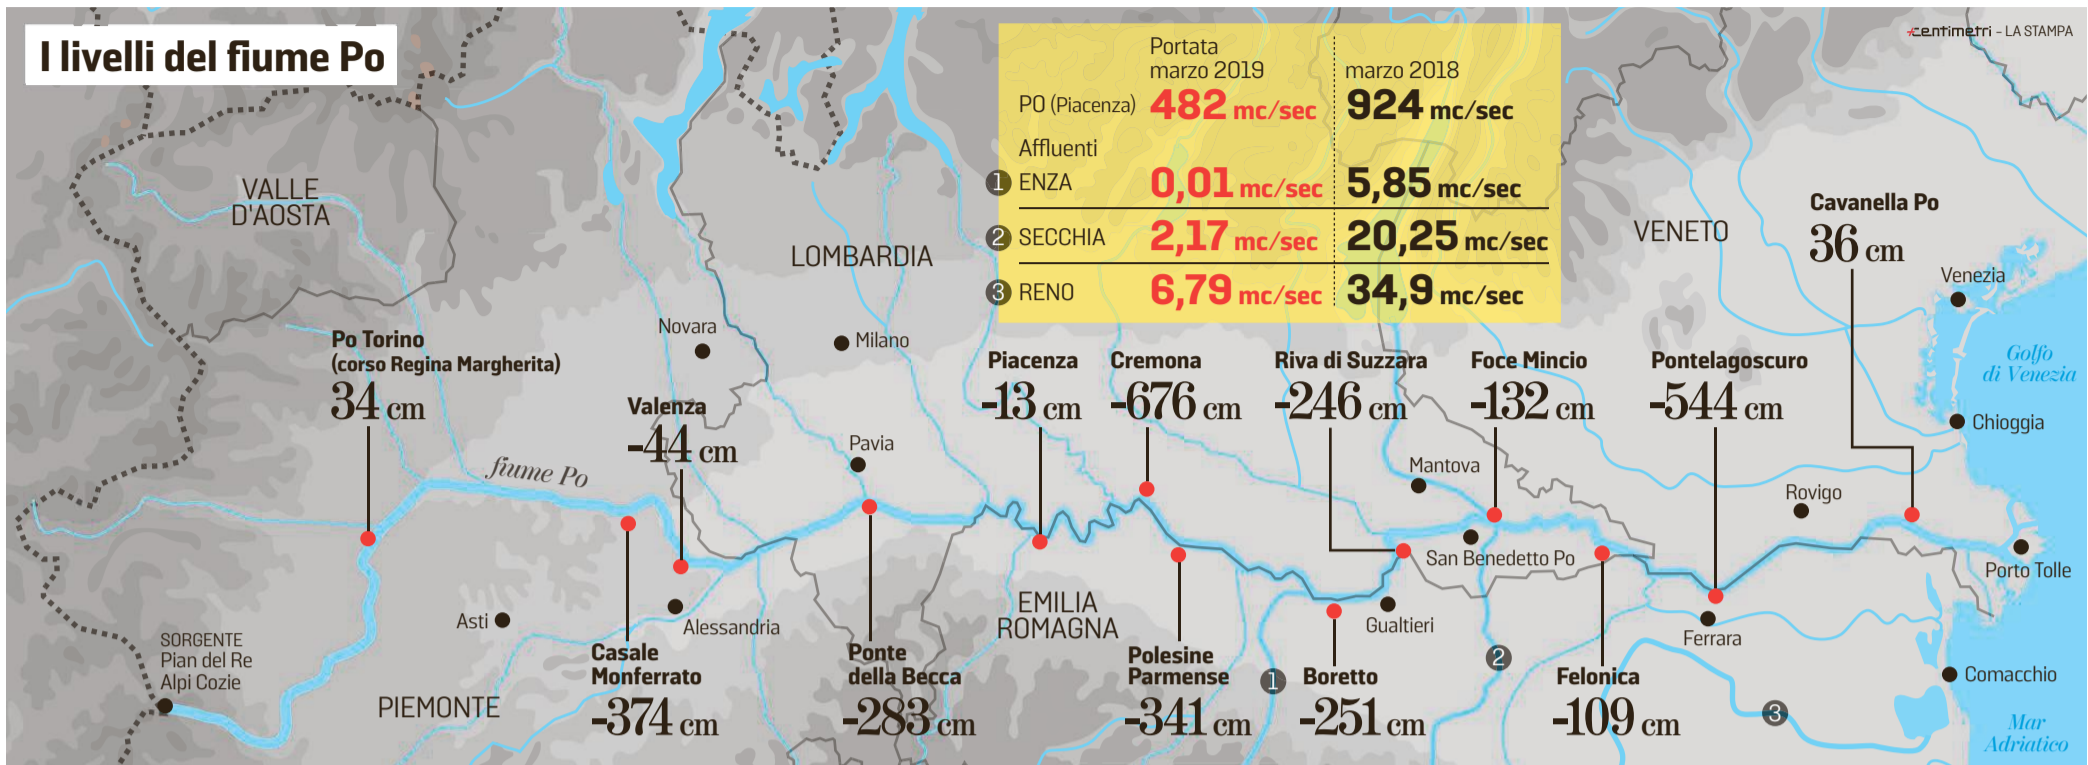 I livelli del fiume Po
centimetri - LA STAMPA
Portata
marzo 2019
marzo 2018
PO (Piacenza) 482 mc/sec 924 mc/sec
Affluenti
1 ENZA 0,01 mc/sec 5,85 mc/sec
2 SECCHIA 2,17 mc/sec 20,25 mc/sec
3 RENO 6,79 mc/sec 34,9 mc/sec
VALLE
D'AOSTA
LOMBARDIA
VENETO
Cavanella Po
36 cm
Venezia
Golfo
di Venezia
Chioggia
Novara
Milano
Po Torino
(corso Regina Margherita)
34 cm
Valenza
-44 cm
Pavia
Piacenza
-13 cm
Cremona
-676 cm
Riva di Suzzara
-246 cm
Foce Mincio
-132 cm
Pontelagoscuro
-544 cm
fiume Po
Mantova
Rovigo
San Benedetto Po
Porto Tolle
Asti
Alessandria
EMILIA
ROMAGNA
Gualtieri
Ferrara
SORGENTE
Pian del Re
Alpi Cozie
PIEMONTE
Casale
Monferrato
-374 cm
Ponte
della Becca
-283 cm
Polesine
Parmense
-341 cm
1
Boretto
-251 cm
2
Felonica
-109 cm
3
Comacchio
Mar
Adriatico